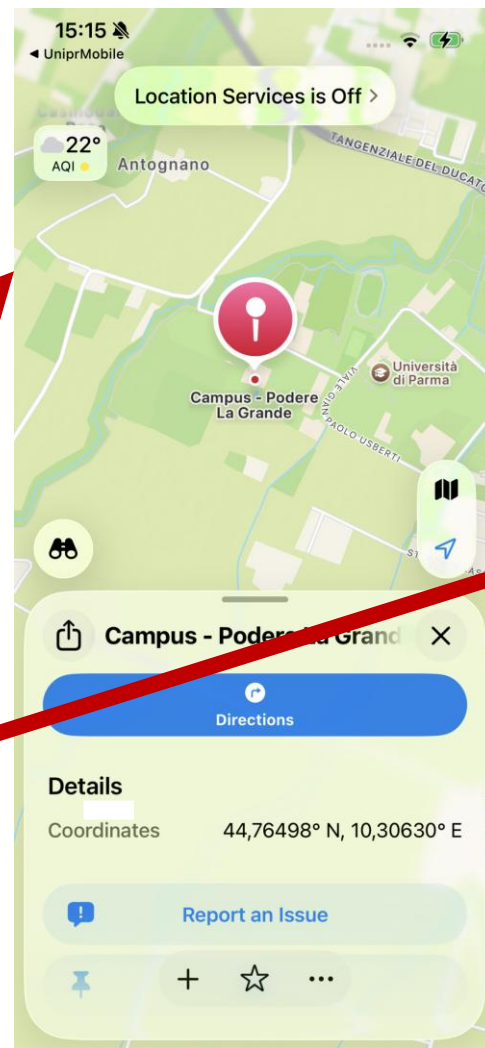 15:15
◀ UniprMobile
Location Services is Off >
22°
AQI
Antognano
TANGENZIALE DEL DUCATO
Università
di Parma
Campus - Podere
La Grande
VIALE GIAN PAOLO USBERTI
Campus - Podere La Grand
Directions
Details
Coordinates 44,76498° N, 10,30630° E
Report an Issue